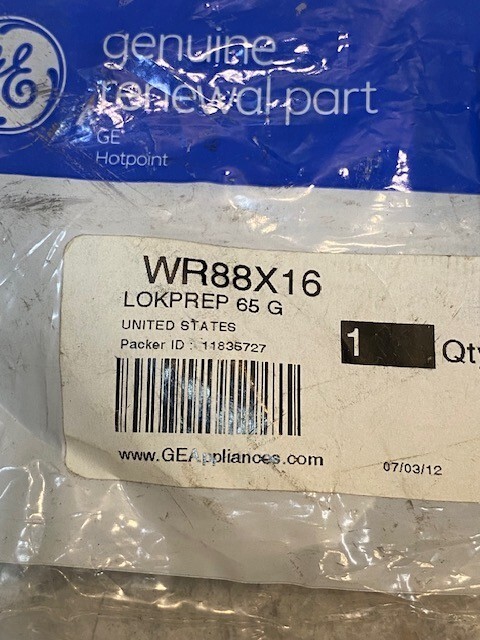 GE
genuine
renewal part
GE
Hotpoint
WR88X16
LOKPREP 65 G
UNITED STATES
Packer ID : 11835727
1 Qty
www.GEAppliances.com
07/03/12